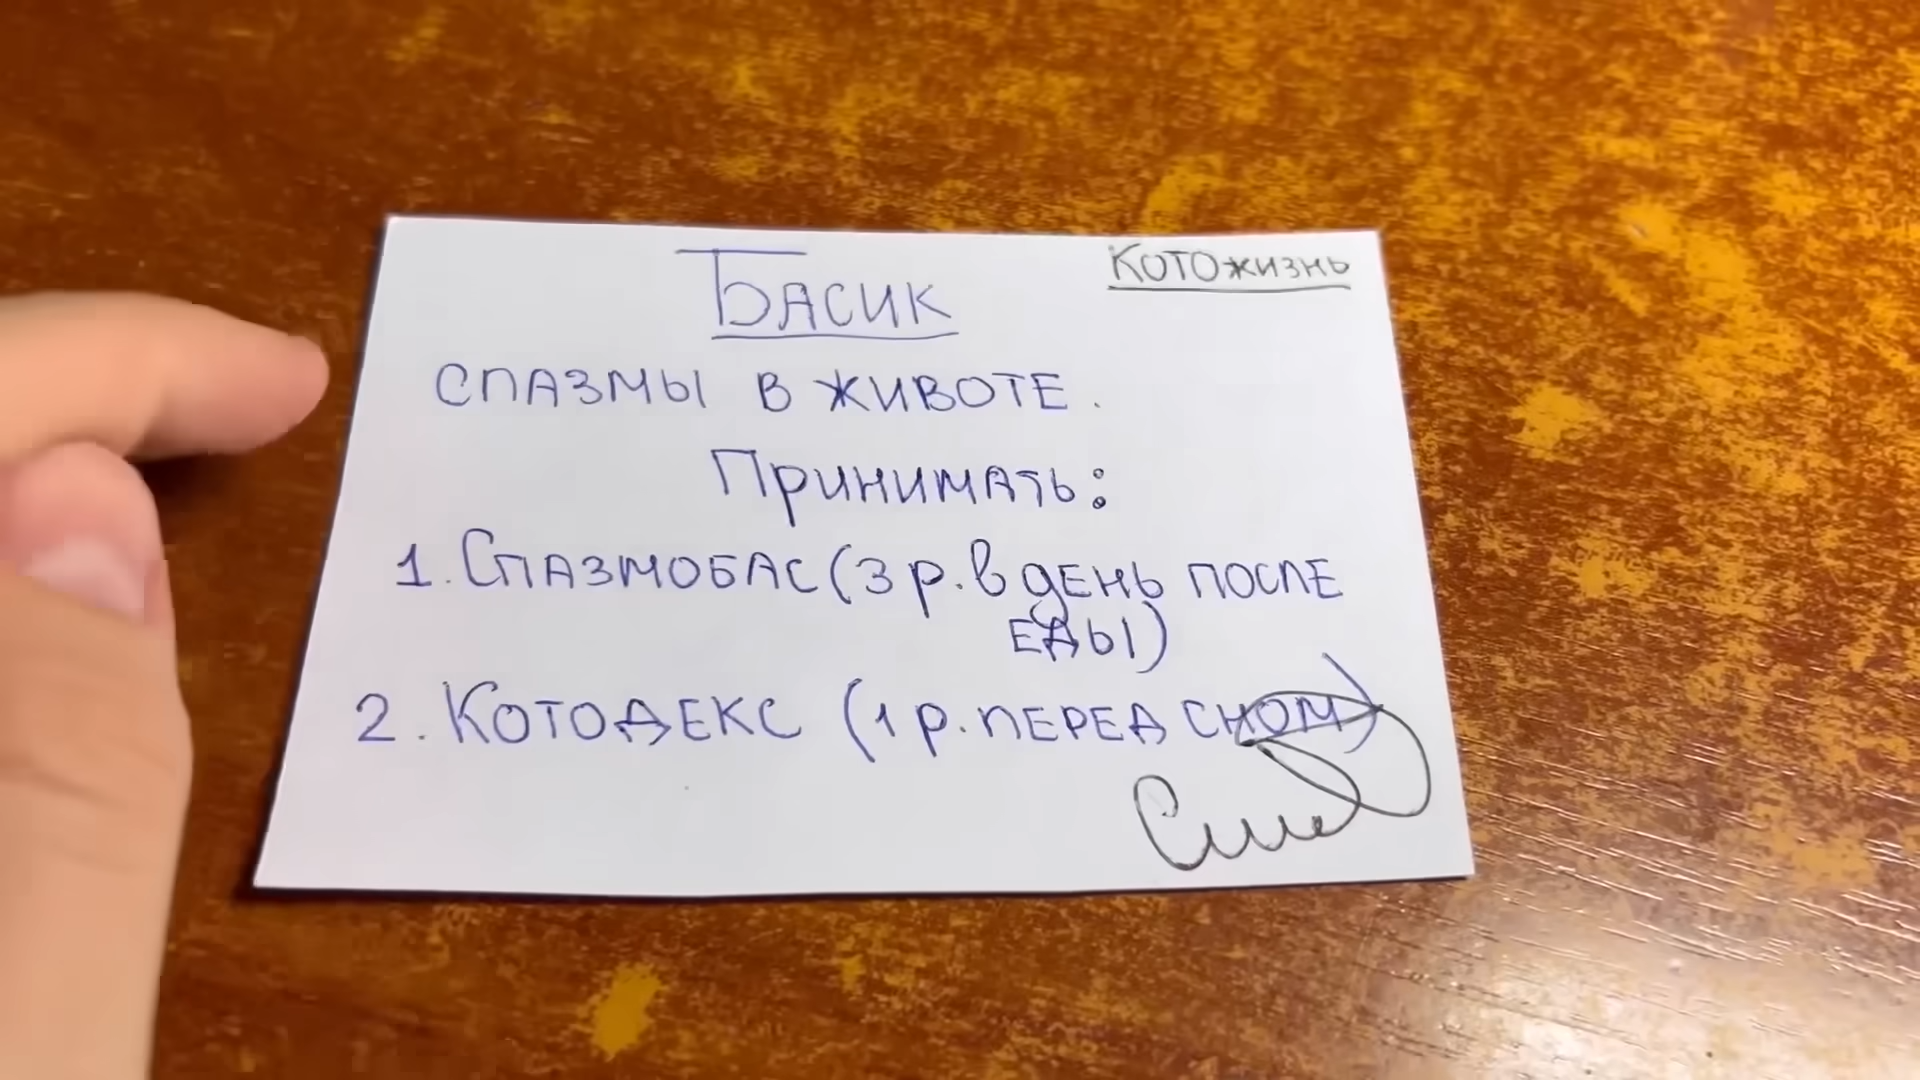 Котожизнь
Басик
спазмы в животе.
Принимать:
1. Спазмобас (3 р. в день после
еды)
2. Котодекс (1 р. перед сном)